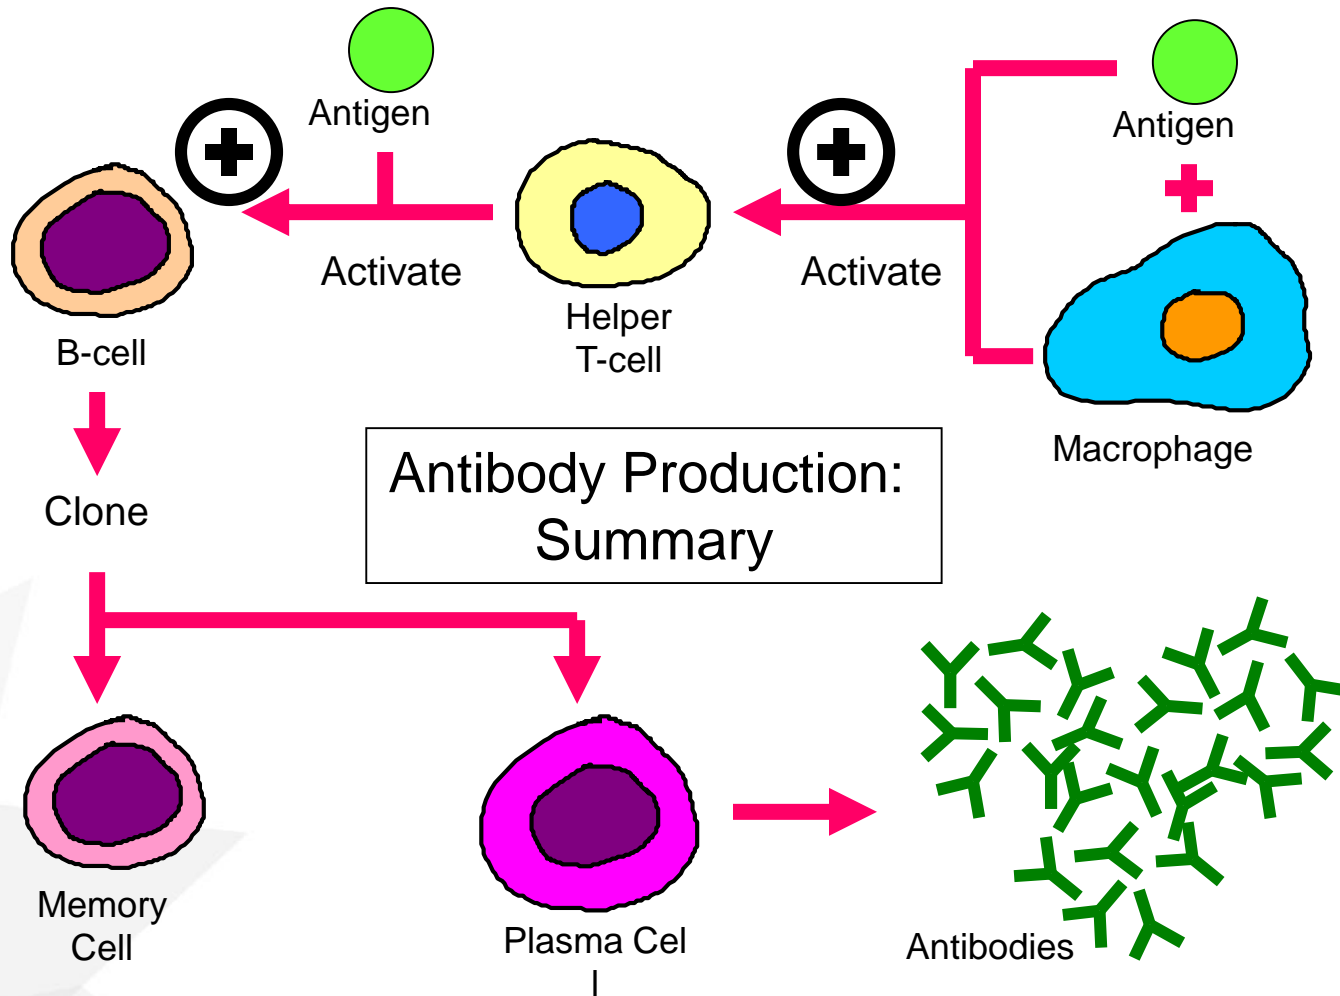 Antigen
Antigen
Activate
Activate
Helper
T-cell
B-cell
Macrophage
Clone
Antibody Production:
Summary
Memory
Cell
Plasma Cel
l
Antibodies